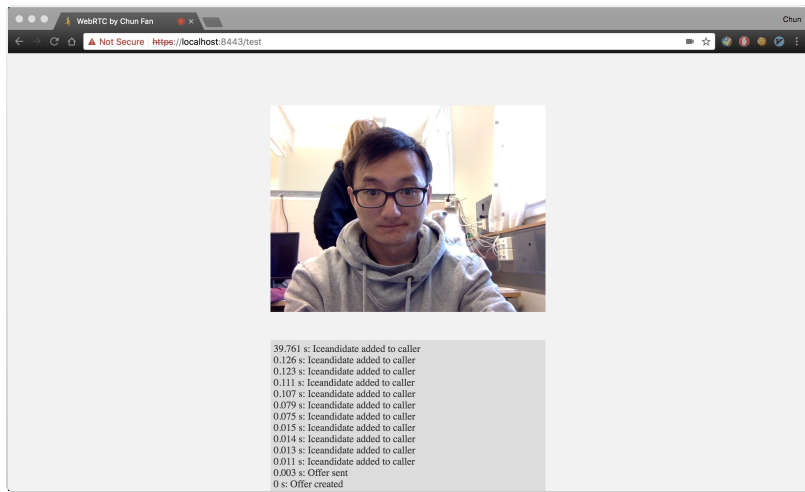 WebRTC by Chun Fan
Chun
Not Secure https://localhost:8443/test
39.761 s: Iceandidate added to caller
0.126 s: Iceandidate added to caller
0.123 s: Iceandidate added to caller
0.111 s: Iceandidate added to caller
0.107 s: Iceandidate added to caller
0.079 s: Iceandidate added to caller
0.075 s: Iceandidate added to caller
0.015 s: Iceandidate added to caller
0.014 s: Iceandidate added to caller
0.013 s: Iceandidate added to caller
0.011 s: Iceandidate added to caller
0.003 s: Offer sent
0 s: Offer created